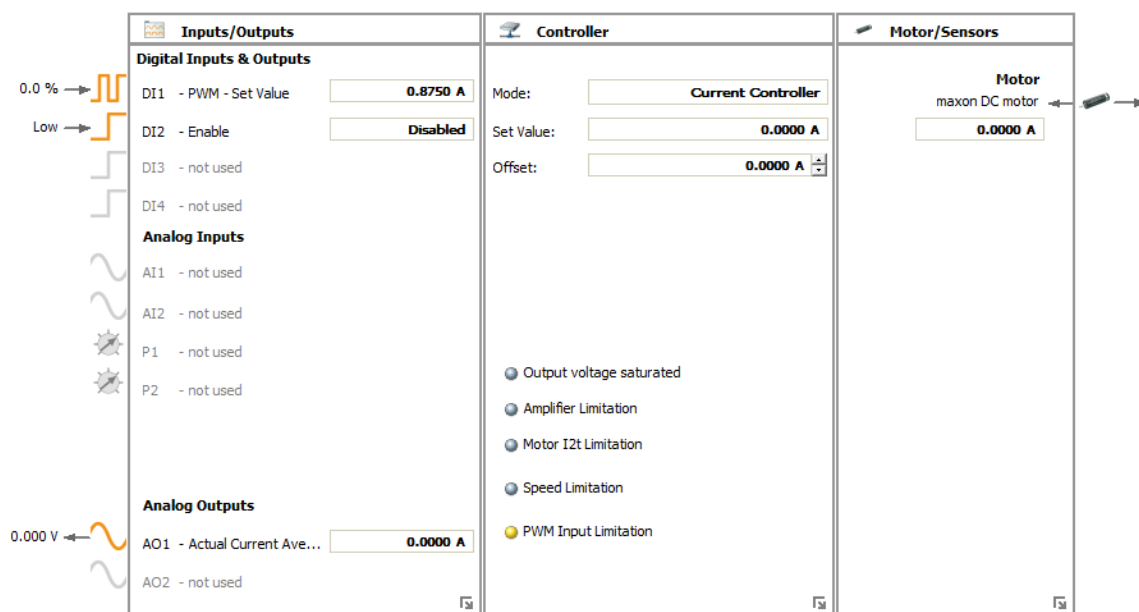 Inputs/Outputs
Digital Inputs & Outputs
0.0 %
DI1 - PWM - Set Value 0.8750 A
Low
DI2 - Enable Disabled
DI3 - not used
DI4 - not used
Analog Inputs
AI1 - not used
AI2 - not used
P1 - not used
P2 - not used
Analog Outputs
0.000 V
AO1 - Actual Current Ave... 0.0000 A
AO2 - not used
Controller
Mode: Current Controller
Set Value: 0.0000 A
Offset: 0.0000 A
Output voltage saturated
Amplifier Limitation
Motor I2t Limitation
Speed Limitation
PWM Input Limitation
Motor/Sensors
Motor
maxon DC motor
0.0000 A